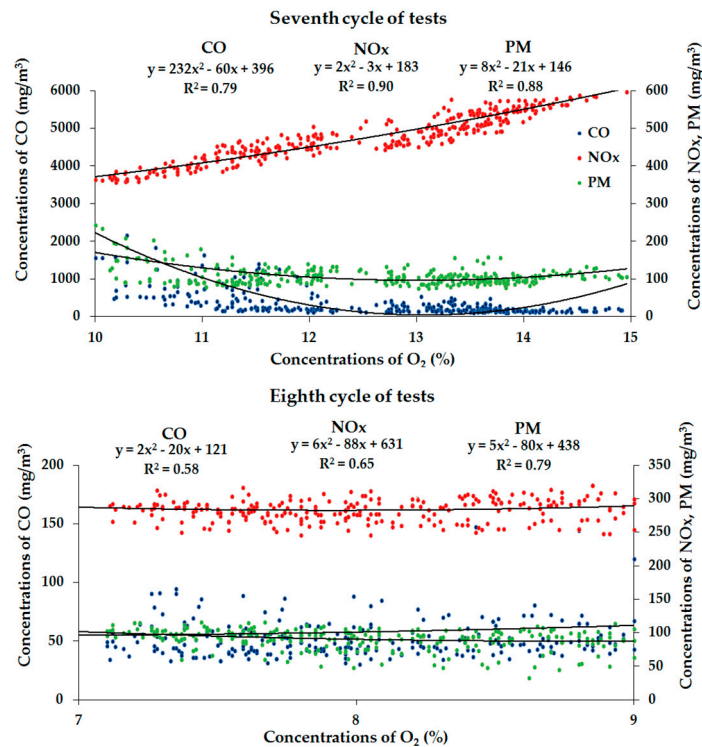 Seventh cycle of tests
CO NOx PM
y = 232x² - 60x + 396 y = 2x² - 3x + 183 y = 8x² - 21x + 146
R² = 0.79 R² = 0.90 R² = 0.88
Concentrations of CO (mg/m³)
6000
5000
4000
3000
2000
1000
0
600
500
400
300
200
100
0
Concentrations of NOx, PM (mg/m³)
CO
NOx
PM
10 11 12 13 14 15
Concentrations of O₂ (%)
Eighth cycle of tests
CO NOx PM
y = 2x² - 20x + 121 y = 6x² - 88x + 631 y = 5x² - 80x + 438
R² = 0.58 R² = 0.65 R² = 0.79
Concentrations of CO (mg/m³)
200
150
100
50
0
350
300
250
200
150
100
50
0
Concentrations of NOx, PM (mg/m³)
7 8 9
Concentrations of O₂ (%)